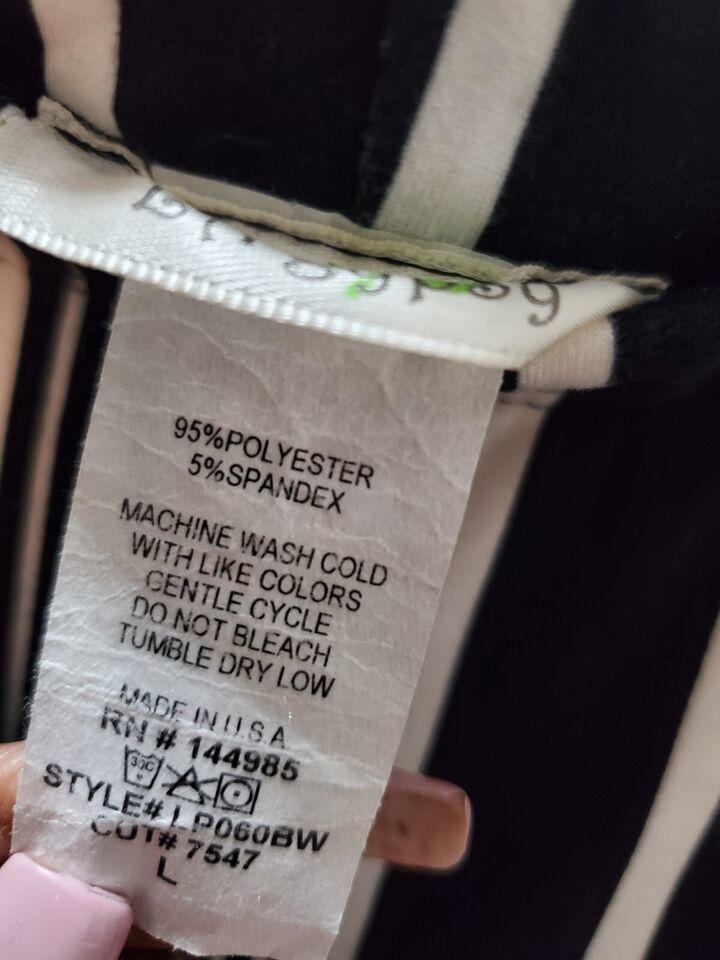 95%POLYESTER
5%SPANDEX
MACHINE WASH COLD
WITH LIKE COLORS
GENTLE CYCLE
DO NOT BLEACH
TUMBLE DRY LOW
MADE IN U.S.A
RN # 144985
30C
STYLE# LP060BW
CUT# 7547
L